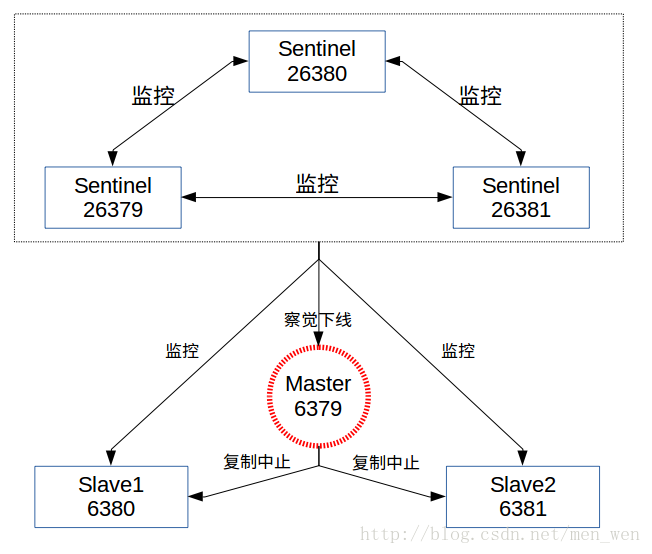 Sentinel
26380
监控
监控
Sentinel
26379
监控
Sentinel
26381
察觉下线
监控
监控
Master
6379
复制中止
复制中止
Slave1
6380
Slave2
6381
http://blog.csdn.net/men_wen